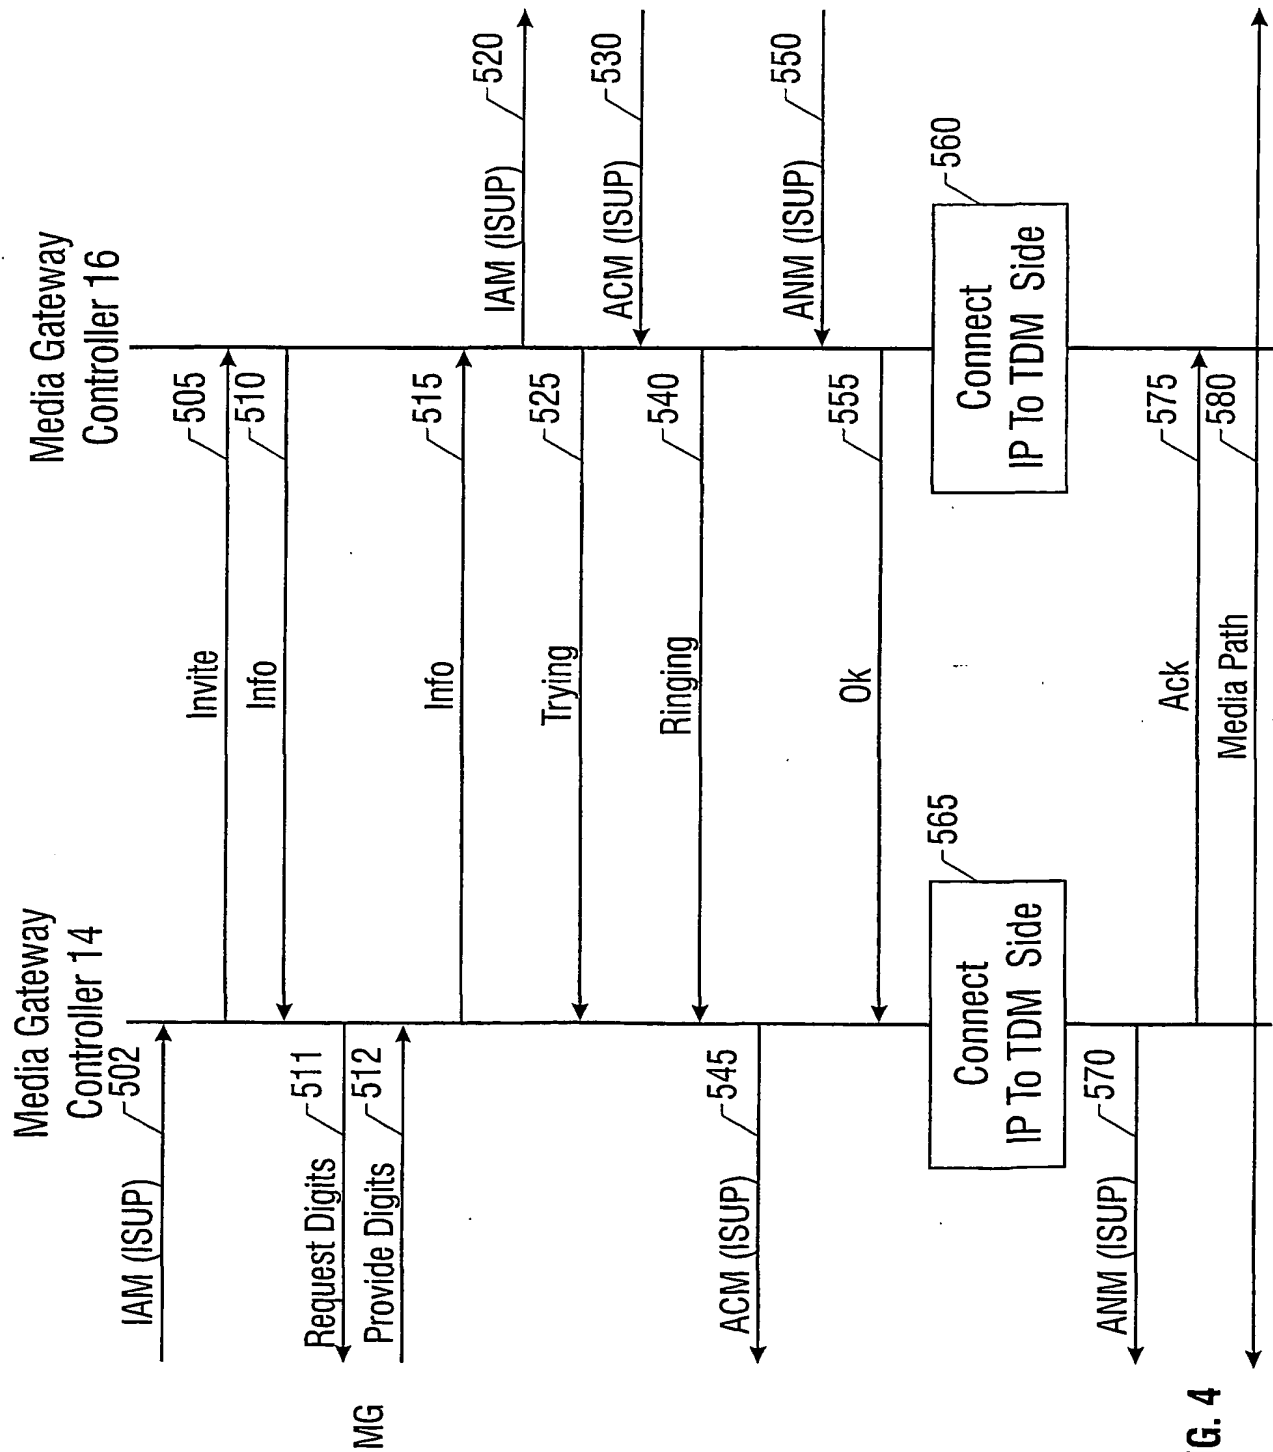 Media Gateway
Controller 14
Media Gateway
Controller 16
502
IAM (ISUP)
Invite
505
Info
510
511
Request Digits
512
Provide Digits
MG
Info
515
IAM (ISUP)
520
Trying
525
ACM (ISUP)
530
Ringing
540
ACM (ISUP)
545
ANM (ISUP)
550
Ok
555
Connect
IP To TDM Side
560
Connect
IP To TDM Side
565
ANM (ISUP)
570
Ack
575
Media Path
580
G. 4